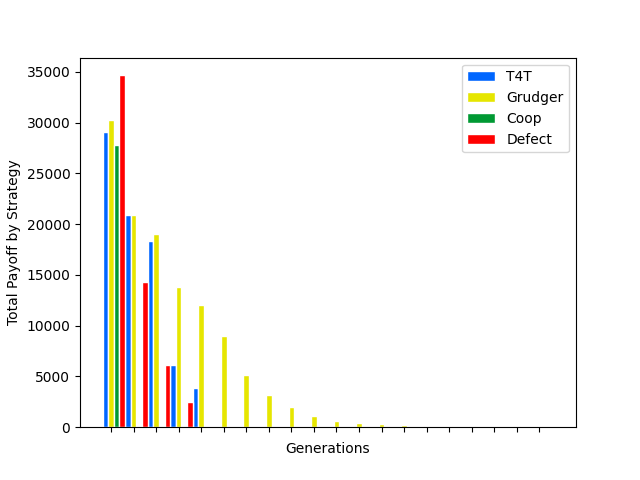 35000
30000
25000
20000
15000
10000
5000
0
Total Payoff by Strategy
Generations
T4T
Grudger
Coop
Defect